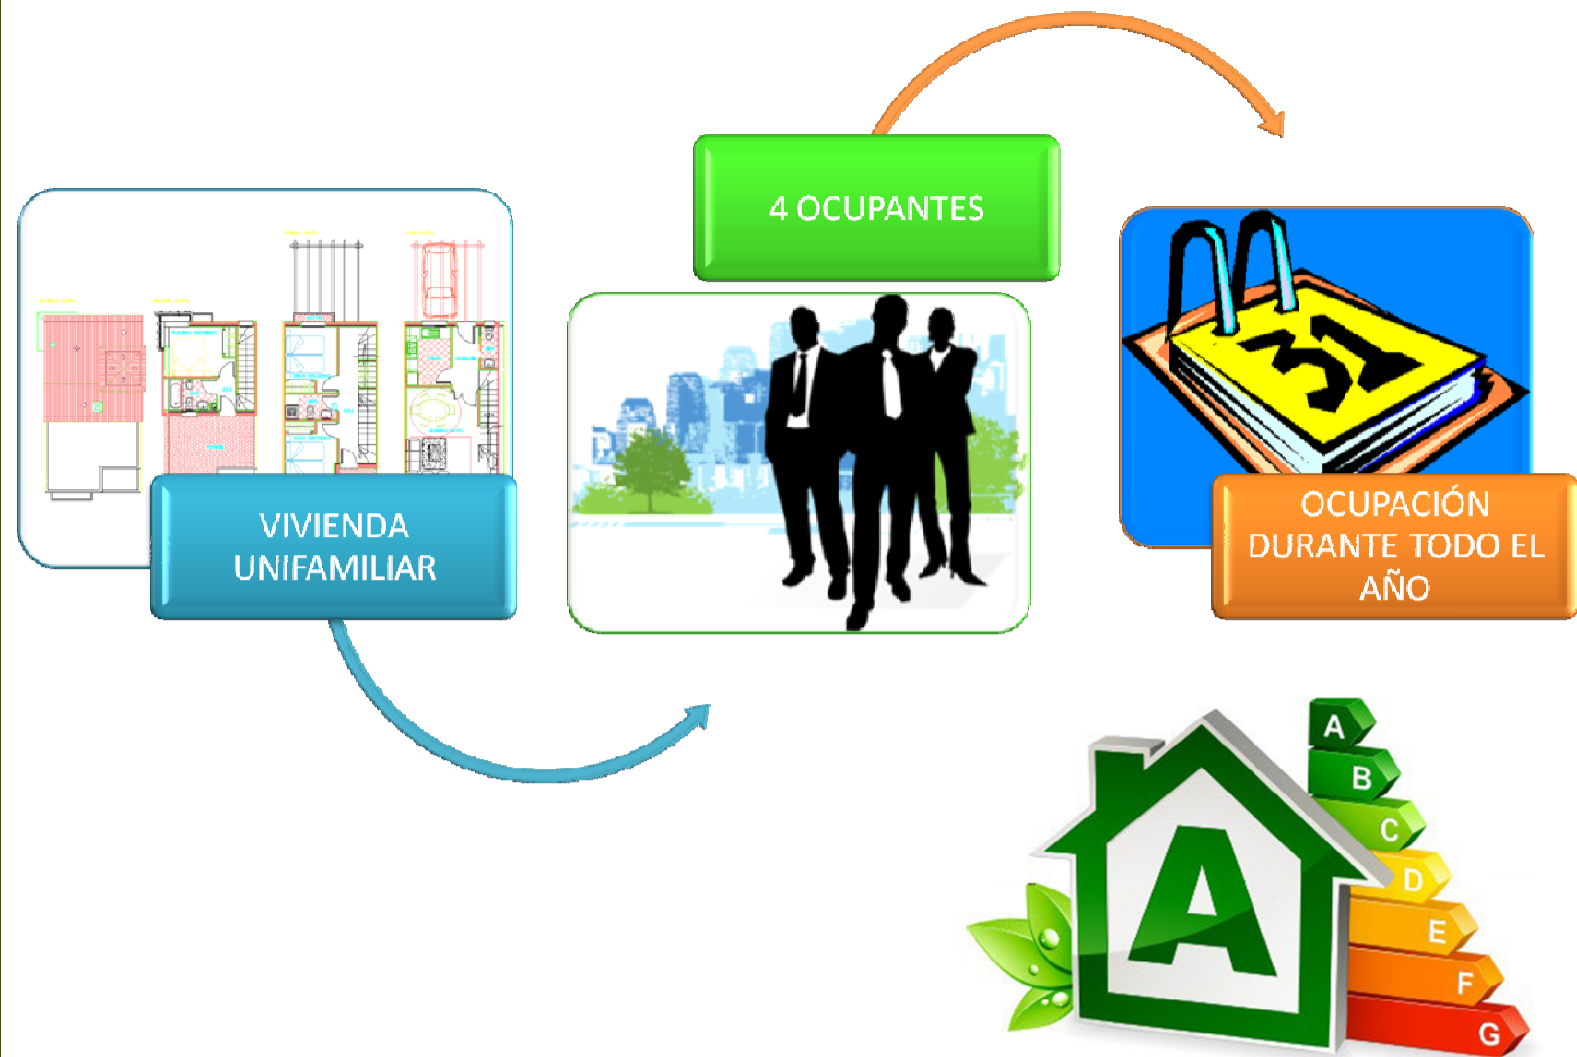 VIVIENDA
UNIFAMILIAR
4 OCUPANTES
31
OCUPACIÓN
DURANTE TODO EL
AÑO
A
A
B
C
D
E
F
G